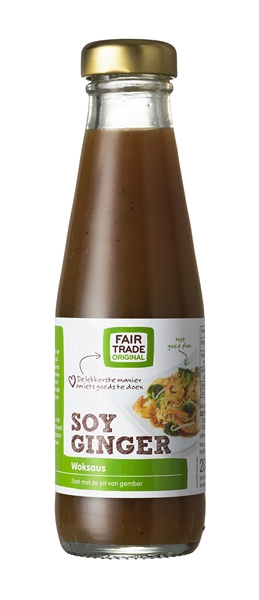 FAIR
TRADE
ORIGINAL
met
goed plan
De lekkerste manier
om iets goeds te doen
SOY
GINGER
Woksaus
Zoet met de pit van gember